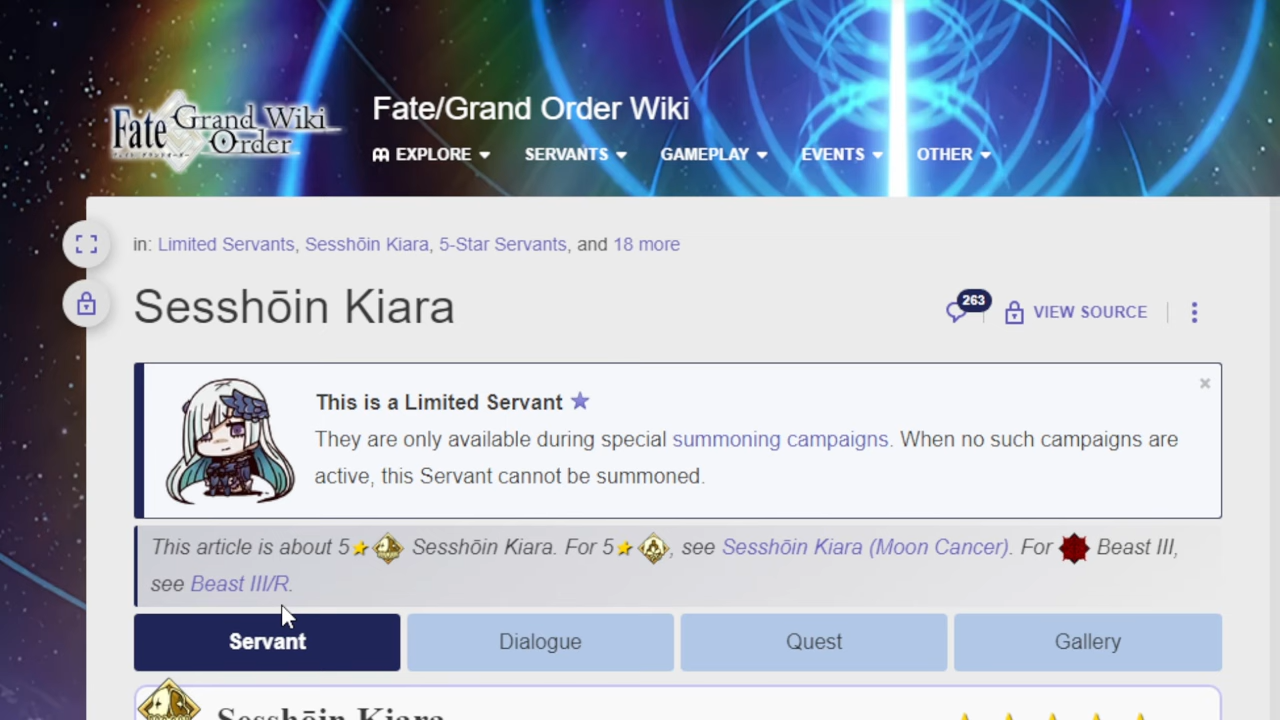 Fate Grand Wiki
Order
Fate/Grand Order Wiki
EXPLORE SERVANTS GAMEPLAY EVENTS OTHER
in: Limited Servants, Sesshōin Kiara, 5-Star Servants, and 18 more
Sesshōin Kiara
263
VIEW SOURCE
This is a Limited Servant
They are only available during special summoning campaigns. When no such campaigns are
active, this Servant cannot be summoned.
This article is about 5 Sesshōin Kiara. For 5, see Sesshōin Kiara (Moon Cancer). For Beast III,
see Beast III/R.
Servant Dialogue Quest Gallery
Sesshōin Kiara